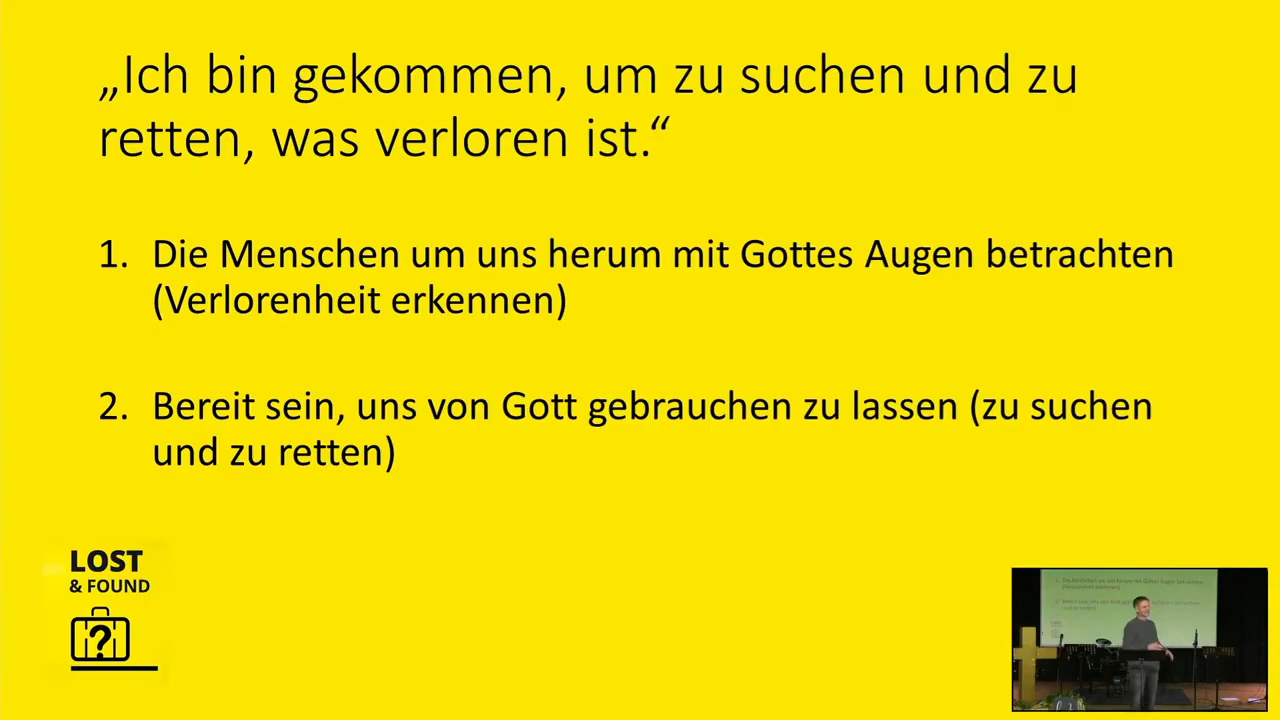 „Ich bin gekommen, um zu suchen und zu
retten, was verloren ist.“
1. Die Menschen um uns herum mit Gottes Augen betrachten
(Verlorenheit erkennen)
2. Bereit sein, uns von Gott gebrauchen zu lassen (zu suchen
und zu retten)
LOST
& FOUND
?